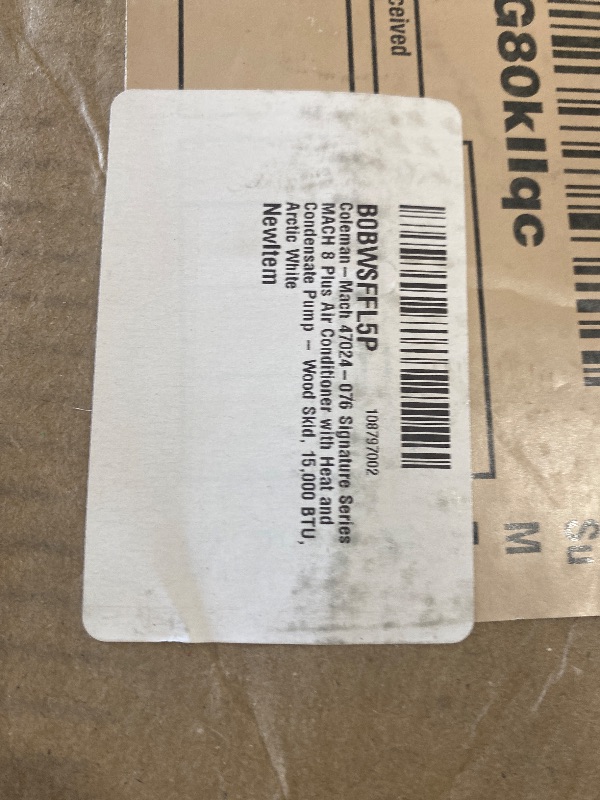 ceived
G80kIlqc
Su
M
108797002
B0BWSFFL5P
Coleman-Mach 47024-076 Signature Series
MACH 8 Plus Air Conditioner with Heat and
Condensate Pump - Wood Skid, 15,000 BTU,
Arctic White
NewItem